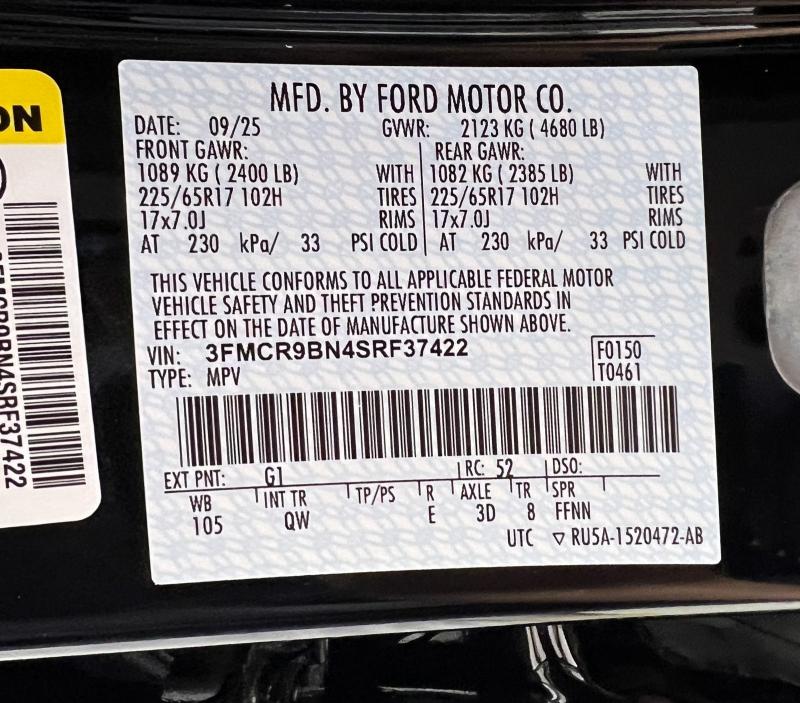 MFD. BY FORD MOTOR CO.
DATE: 09/25 GVWR: 2123 KG ( 4680 LB)
FRONT GAWR: REAR GAWR:
1089 KG ( 2400 LB) WITH 1082 KG ( 2385 LB) WITH
225/65R17 102H TIRES 225/65R17 102H TIRES
17x7.0J RIMS 17x7.0J RIMS
AT 230 kPa/ 33 PSI COLD AT 230 kPa/ 33 PSI COLD
THIS VEHICLE CONFORMS TO ALL APPLICABLE FEDERAL MOTOR
VEHICLE SAFETY AND THEFT PREVENTION STANDARDS IN
EFFECT ON THE DATE OF MANUFACTURE SHOWN ABOVE.
VIN: 3FMCR9BN4SRF37422 F0150
TYPE: MPV T0461
EXT PNT: G1 RC: 52 DSO:
WB INT TR TP/PS R AXLE TR SPR
105 QW E 3D 8 FFNN
UTC ▽ RU5A-1520472-AB
ON
BN4SRF37422